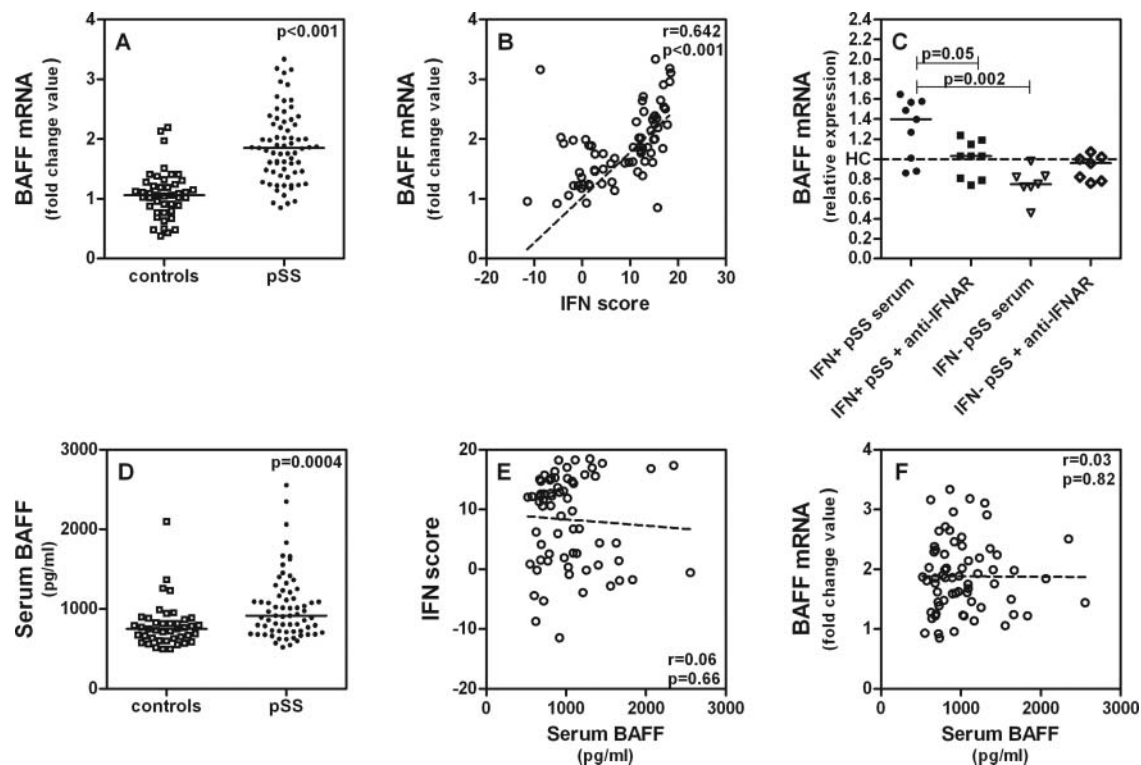 A
p<0.001
BAFF mRNA
(fold change value)
4
3
2
1
0
controls
pSS
B
r=0.642
p<0.001
BAFF mRNA
(fold change value)
4
3
2
1
0
-20
-10
0
10
20
30
IFN score
C
p=0.05
p=0.002
BAFF mRNA
(relative expression)
2.4
2.2
2.0
1.8
1.6
1.4
1.2
HC
0.8
0.6
0.4
0.2
0.0
IFN+ pSS serum
IFN+ pSS + anti-IFNAR
IFN- pSS serum
IFN- pSS + anti-IFNAR
D
p=0.0004
Serum BAFF
(pg/ml)
3000
2000
1000
0
controls
pSS
E
IFN score
20
10
0
-10
-20
r=0.06
p=0.66
0
1000
2000
3000
Serum BAFF
(pg/ml)
F
r=0.03
p=0.82
BAFF mRNA
(fold change value)
4
3
2
1
0
0
1000
2000
3000
Serum BAFF
(pg/ml)